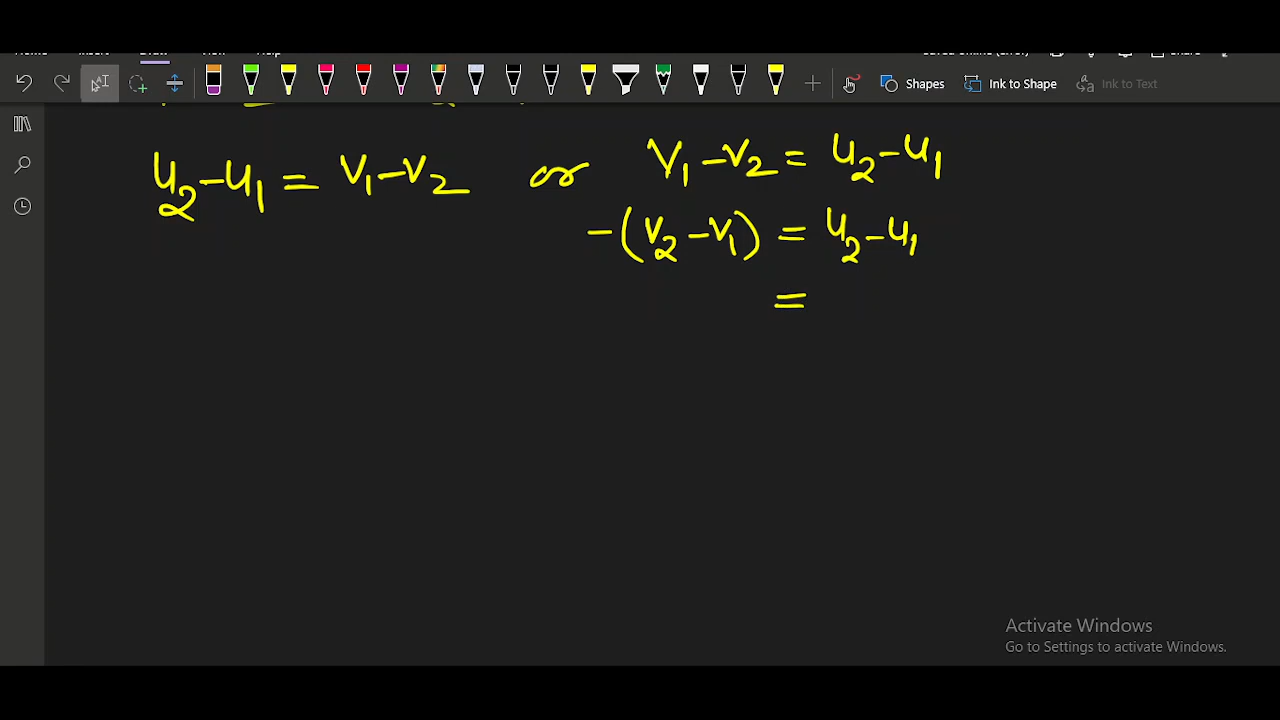 Shapes Ink to Shape Ink to Text
u₂-u₁ = v₁-v₂ or v₁-v₂ = u₂-u₁
-(v₂-v₁) = u₂-u₁
=
Activate Windows
Go to Settings to activate Windows.